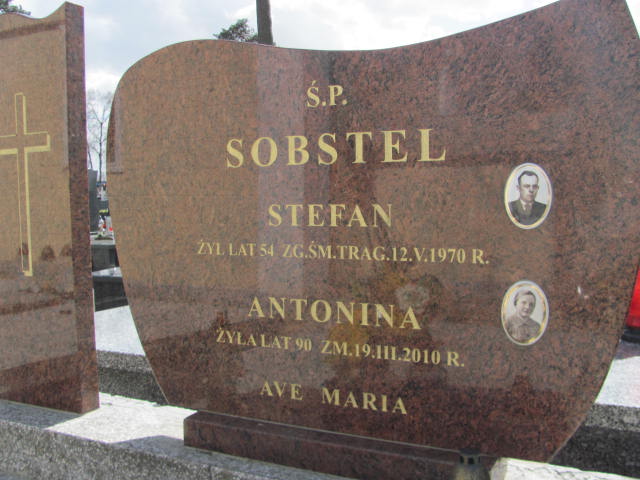 Ś.P.
SOBSTEL
STEFAN
ŻYŁ LAT 54 ZG.ŚM.TRAG.12.V.1970 R.
ANTONINA
ŻYŁA LAT 90 ZM.19.III.2010 R.
AVE MARIA